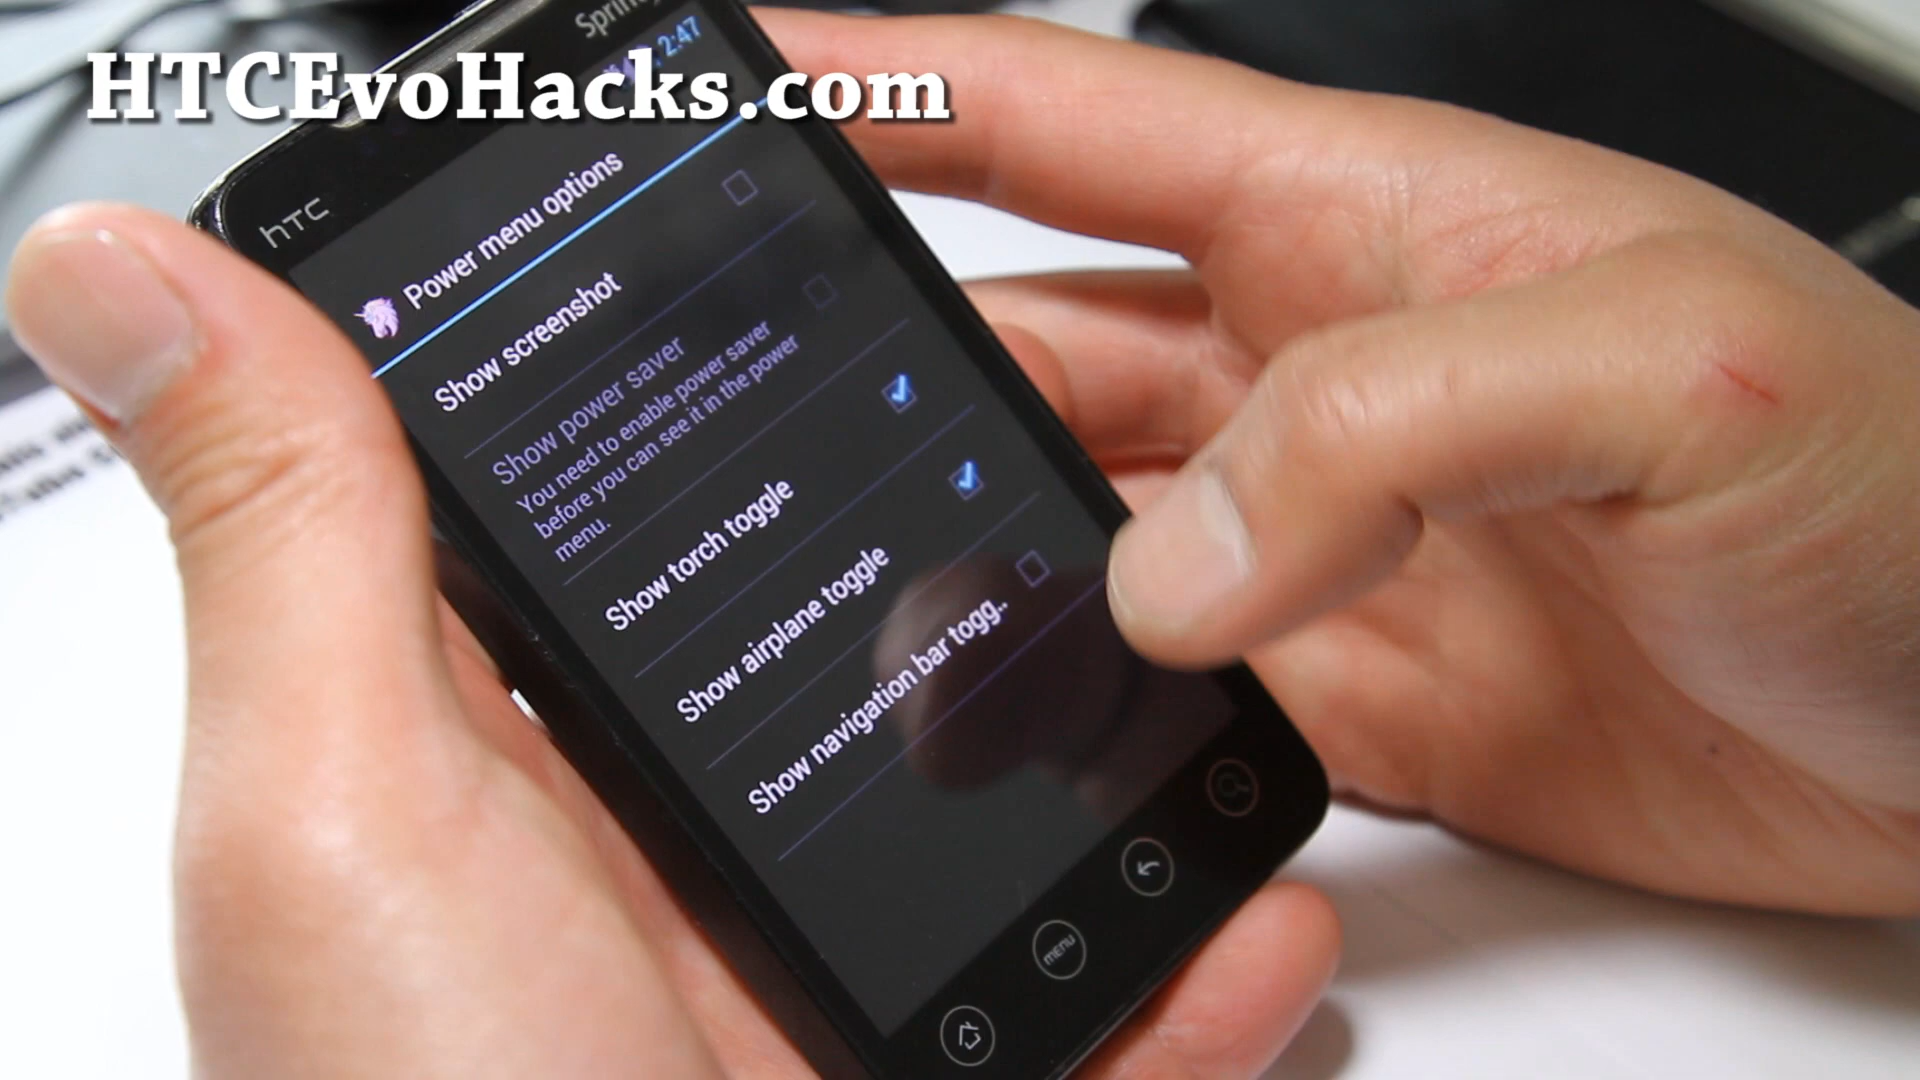 HTCEvoHacks.com
Sprint
2:47
hTC
Power menu options
Show screenshot
Show power saver
You need to enable power saver
before you can see it in the power
menu.
Show torch toggle
Show airplane toggle
Show navigation bar togg..
MENU